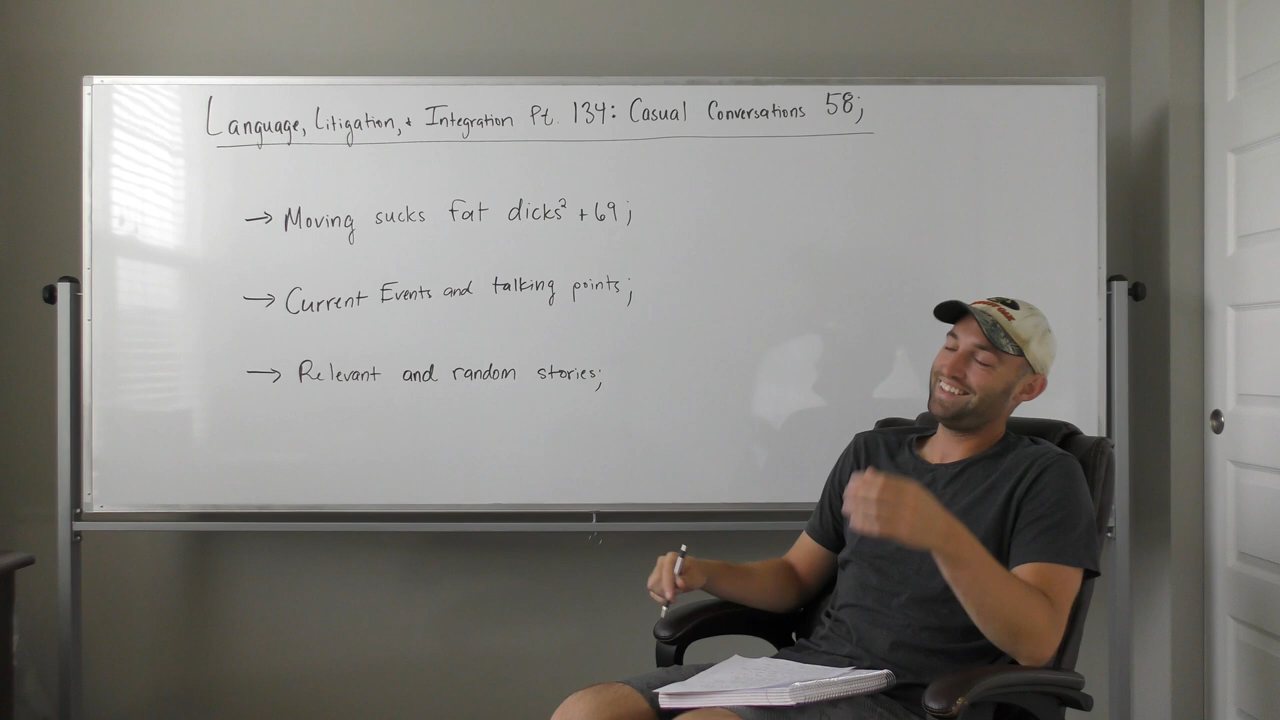 Language, Litigation, + Integration Pt. 134: Casual Conversations 58;
→ Moving sucks fat dicks² + 69;
→ Current Events and talking points;
→ Relevant and random stories;